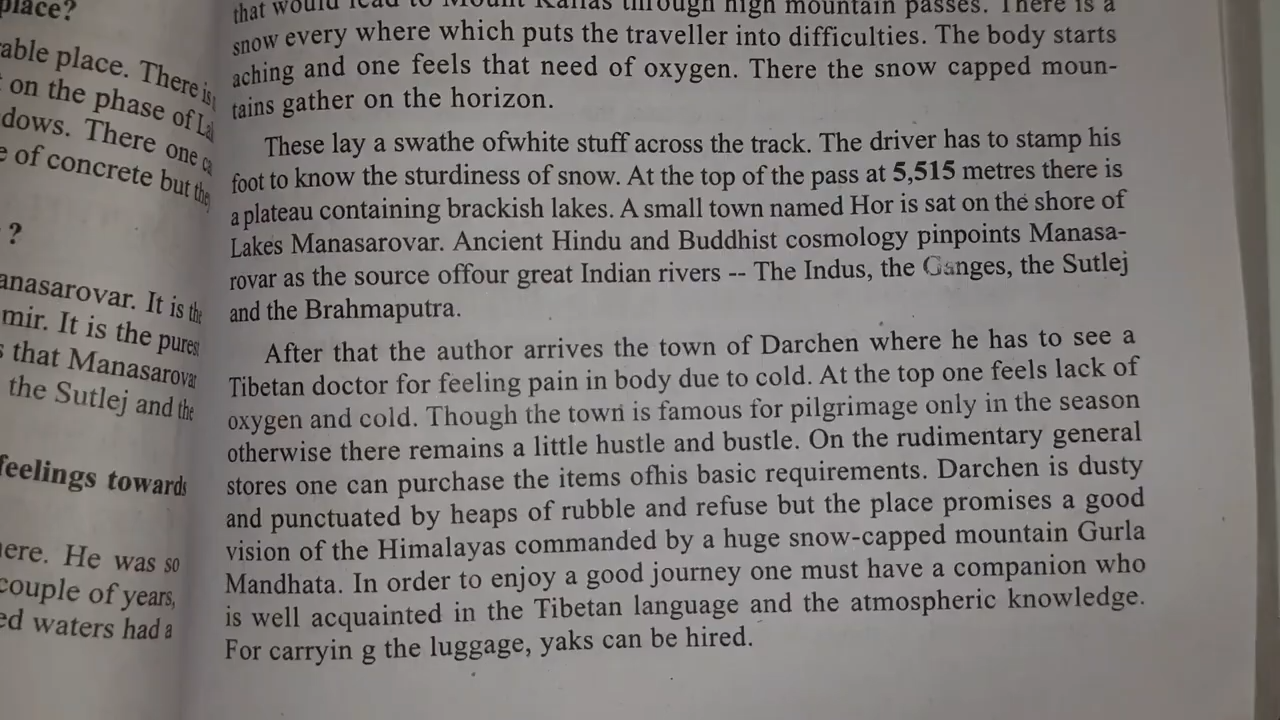 place?
able place. There is
on the phase of
dows. There one
of concrete but they
?
anasarovar. It is the
mir. It is the purest
that Manasarovar
the Sutlej and the
feelings towards
here. He was so
couple of years,
ed waters had a
that would lead to Mount Kailas through high mountain passes. There is a
snow every where which puts the traveller into difficulties. The body starts
aching and one feels that need of oxygen. There the snow capped moun-
tains gather on the horizon.
These lay a swathe ofwhite stuff across the track. The driver has to stamp his
foot to know the sturdiness of snow. At the top of the pass at 5,515 metres there is
a plateau containing brackish lakes. A small town named Hor is sat on the shore of
Lakes Manasarovar. Ancient Hindu and Buddhist cosmology pinpoints Manasa-
rovar as the source offour great Indian rivers -- The Indus, the Ganges, the Sutlej
and the Brahmaputra.
After that the author arrives the town of Darchen where he has to see a
Tibetan doctor for feeling pain in body due to cold. At the top one feels lack of
oxygen and cold. Though the town is famous for pilgrimage only in the season
otherwise there remains a little hustle and bustle. On the rudimentary general
stores one can purchase the items ofhis basic requirements. Darchen is dusty
and punctuated by heaps of rubble and refuse but the place promises a good
vision of the Himalayas commanded by a huge snow-capped mountain Gurla
Mandhata. In order to enjoy a good journey one must have a companion who
is well acquainted in the Tibetan language and the atmospheric knowledge.
For carryin g the luggage, yaks can be hired.